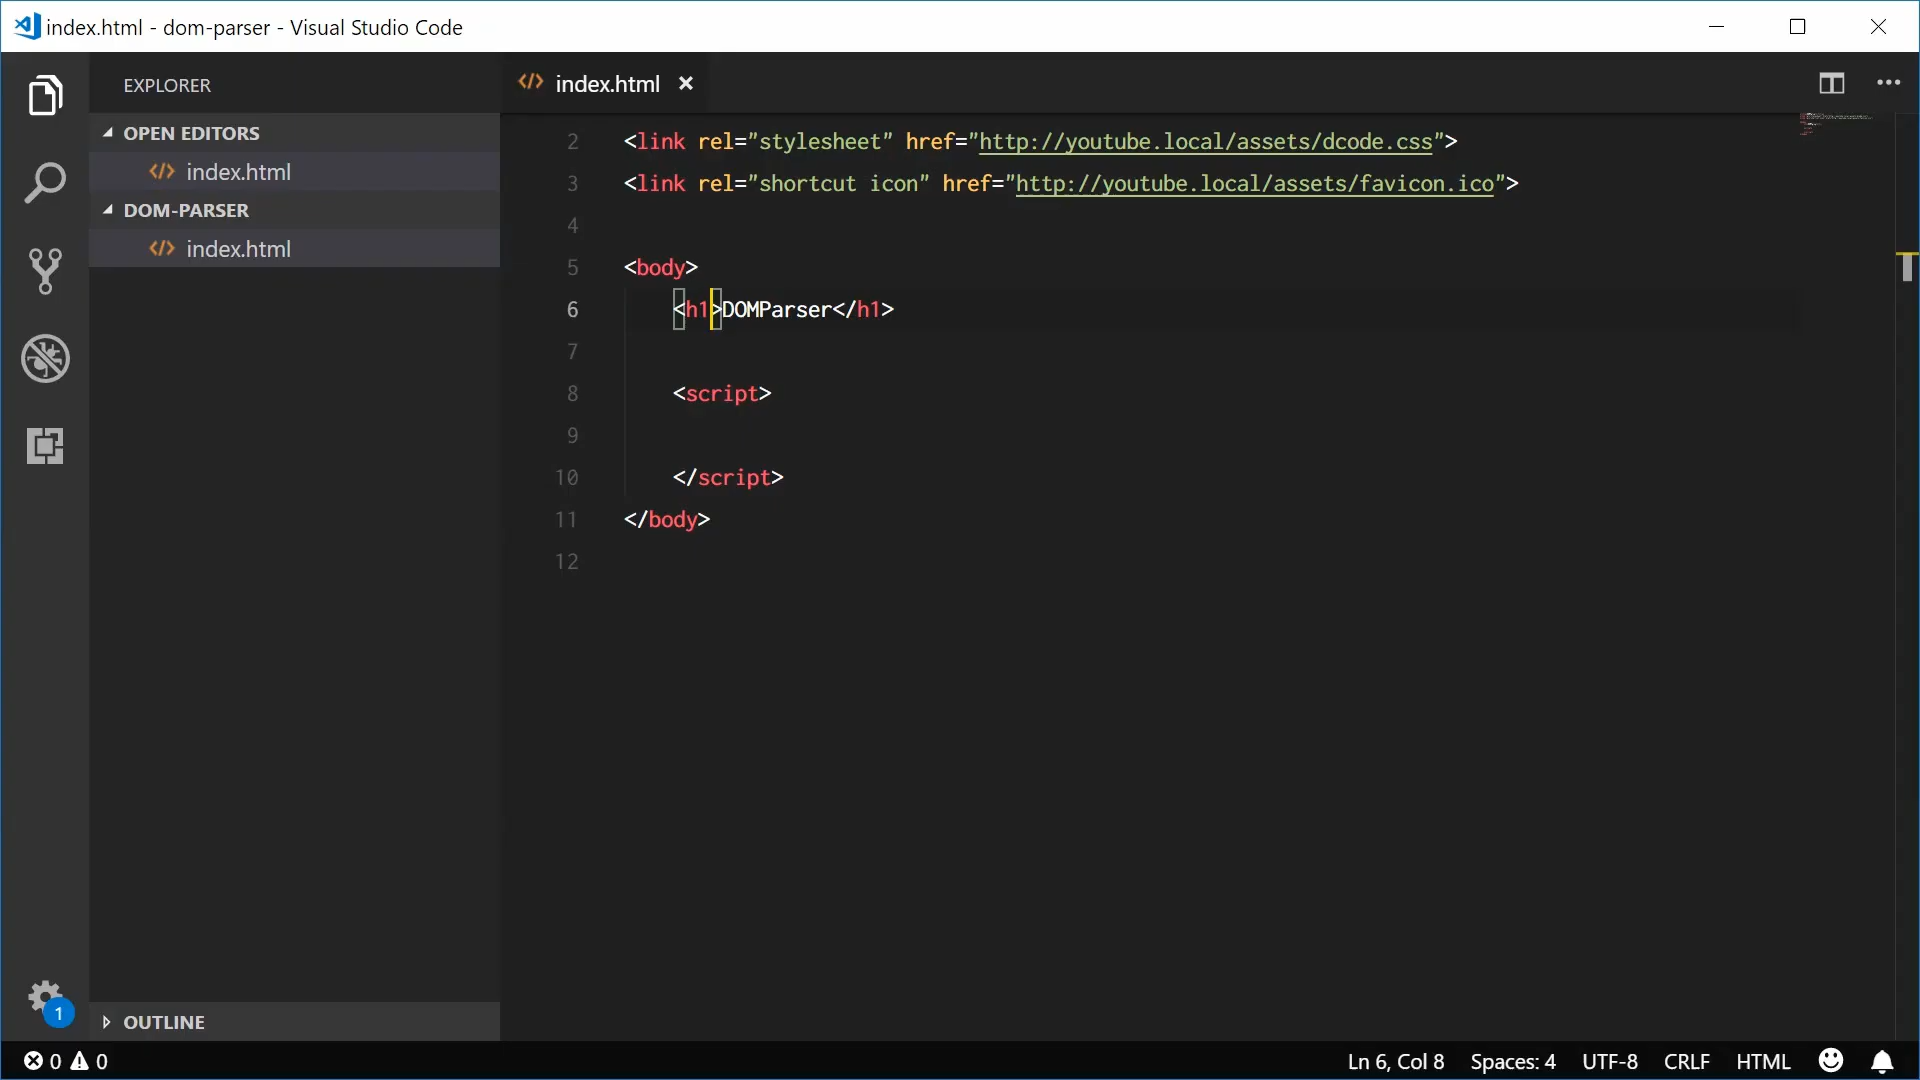 index.html - dom-parser - Visual Studio Code
EXPLORER
OPEN EDITORS
index.html
DOM-PARSER
index.html
OUTLINE
1
index.html
2 <link rel="stylesheet" href="http://youtube.local/assets/dcode.css">
3 <link rel="shortcut icon" href="http://youtube.local/assets/favicon.ico">
4
5 <body>
6     <h1>DOMParser</h1>
7
8     <script>
9
10     </script>
11 </body>
12
0 0
Ln 6, Col 8 Spaces: 4 UTF-8 CRLF HTML